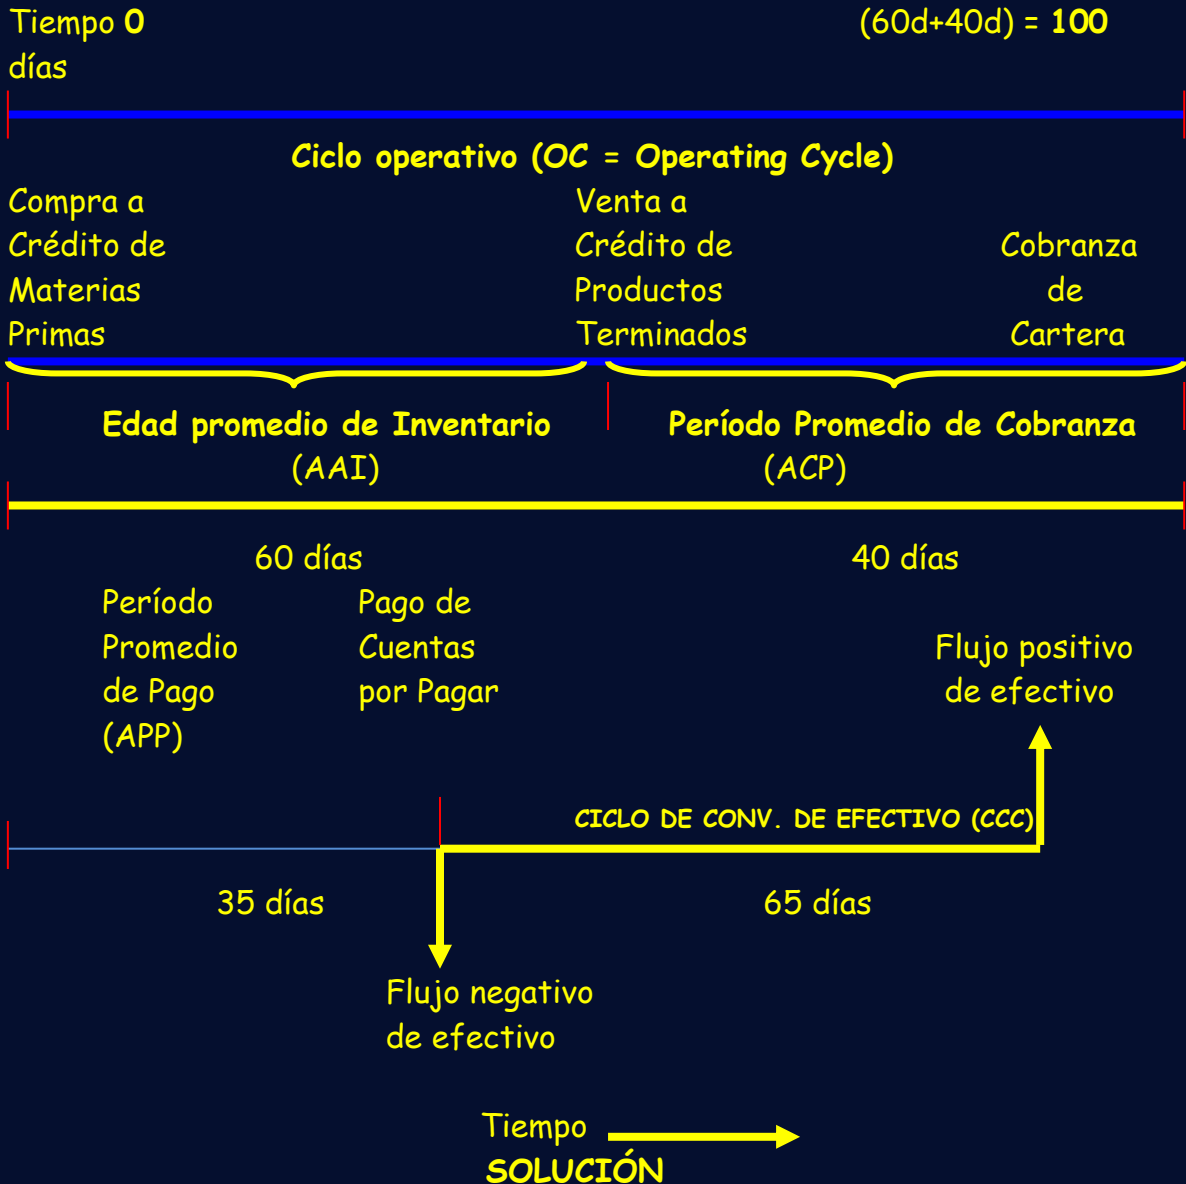 Tiempo 0 (60d+40d) = 100
días
Ciclo operativo (OC = Operating Cycle)
Compra a
Crédito de
Materias
Primas
Venta a
Crédito de
Productos
Terminados
Cobranza
de
Cartera
Edad promedio de Inventario
(AAI)
Período Promedio de Cobranza
(ACP)
60 días
40 días
Período
Promedio
de Pago
(APP)
Pago de
Cuentas
por Pagar
Flujo positivo
de efectivo
CICLO DE CONV. DE EFECTIVO (CCC)
35 días
65 días
Flujo negativo
de efectivo
Tiempo
SOLUCIÓN